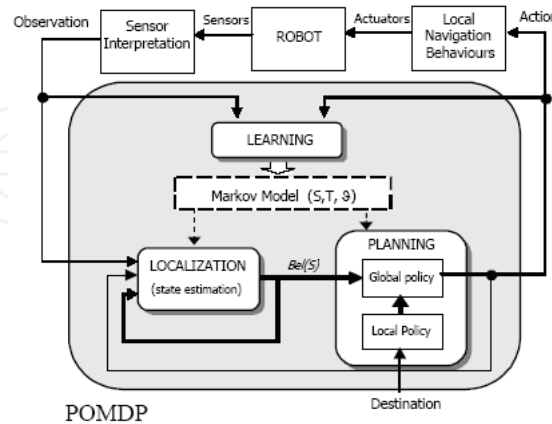 Observation
Sensor
Interpretation
Sensors
ROBOT
Actuators
Local
Navigation
Behaviours
Action
LEARNING
Markov Model (S,T, ϑ)
LOCALIZATION
(state estimation)
Bel(S)
PLANNING
Global policy
Local Policy
Destination
POMDP